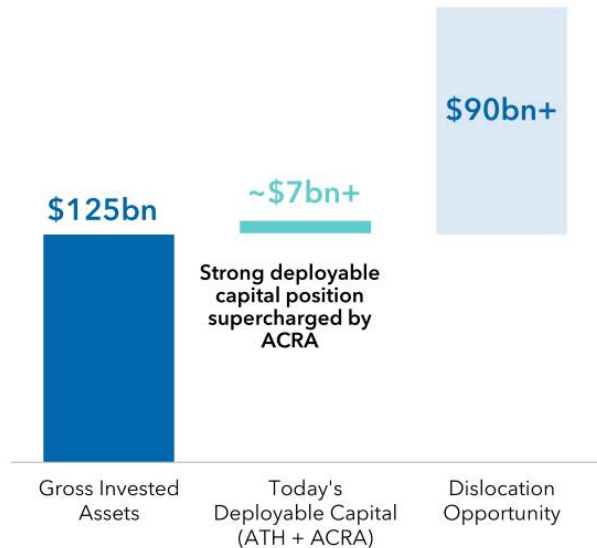 $90bn+
~$7bn+
$125bn
Strong deployable
capital position
supercharged by
ACRA
Gross Invested
Assets
Today's
Deployable Capital
(ATH + ACRA)
Dislocation
Opportunity